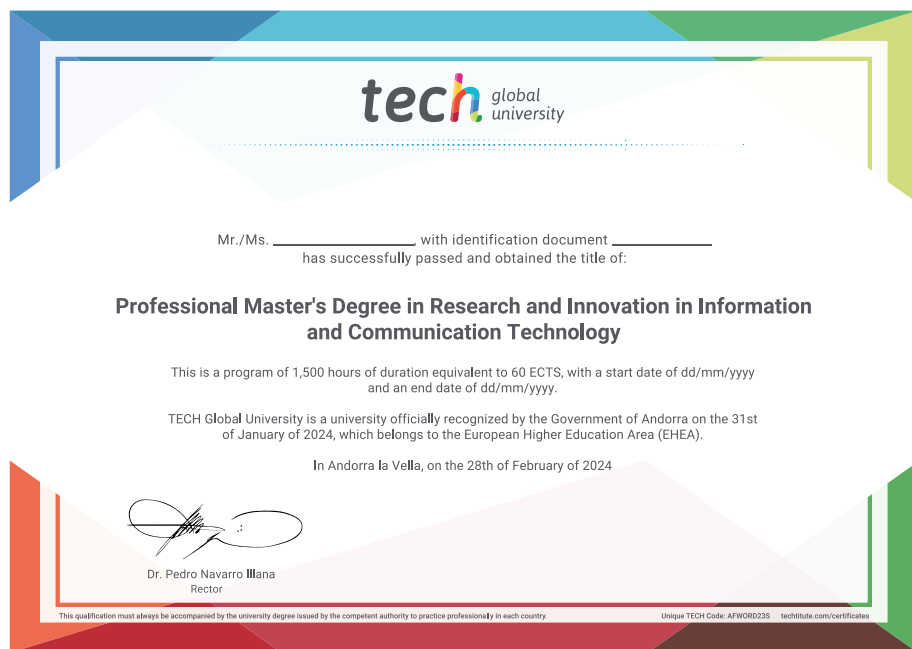 tech global university
Mr./Ms. ____________, with identification document ____________
has successfully passed and obtained the title of:
Professional Master's Degree in Research and Innovation in Information
and Communication Technology
This is a program of 1,500 hours of duration equivalent to 60 ECTS, with a start date of dd/mm/yyyy
and an end date of dd/mm/yyyy.
TECH Global University is a university officially recognized by the Government of Andorra on the 31st
of January of 2024, which belongs to the European Higher Education Area (EHEA).
In Andorra la Vella, on the 28th of February of 2024
Dr. Pedro Navarro Illana
Rector
This qualification must always be accompanied by the university degree issued by the competent authority to practice professionally in each country.
Unique TECH Code: AFWORD23S techtitute.com/certificates